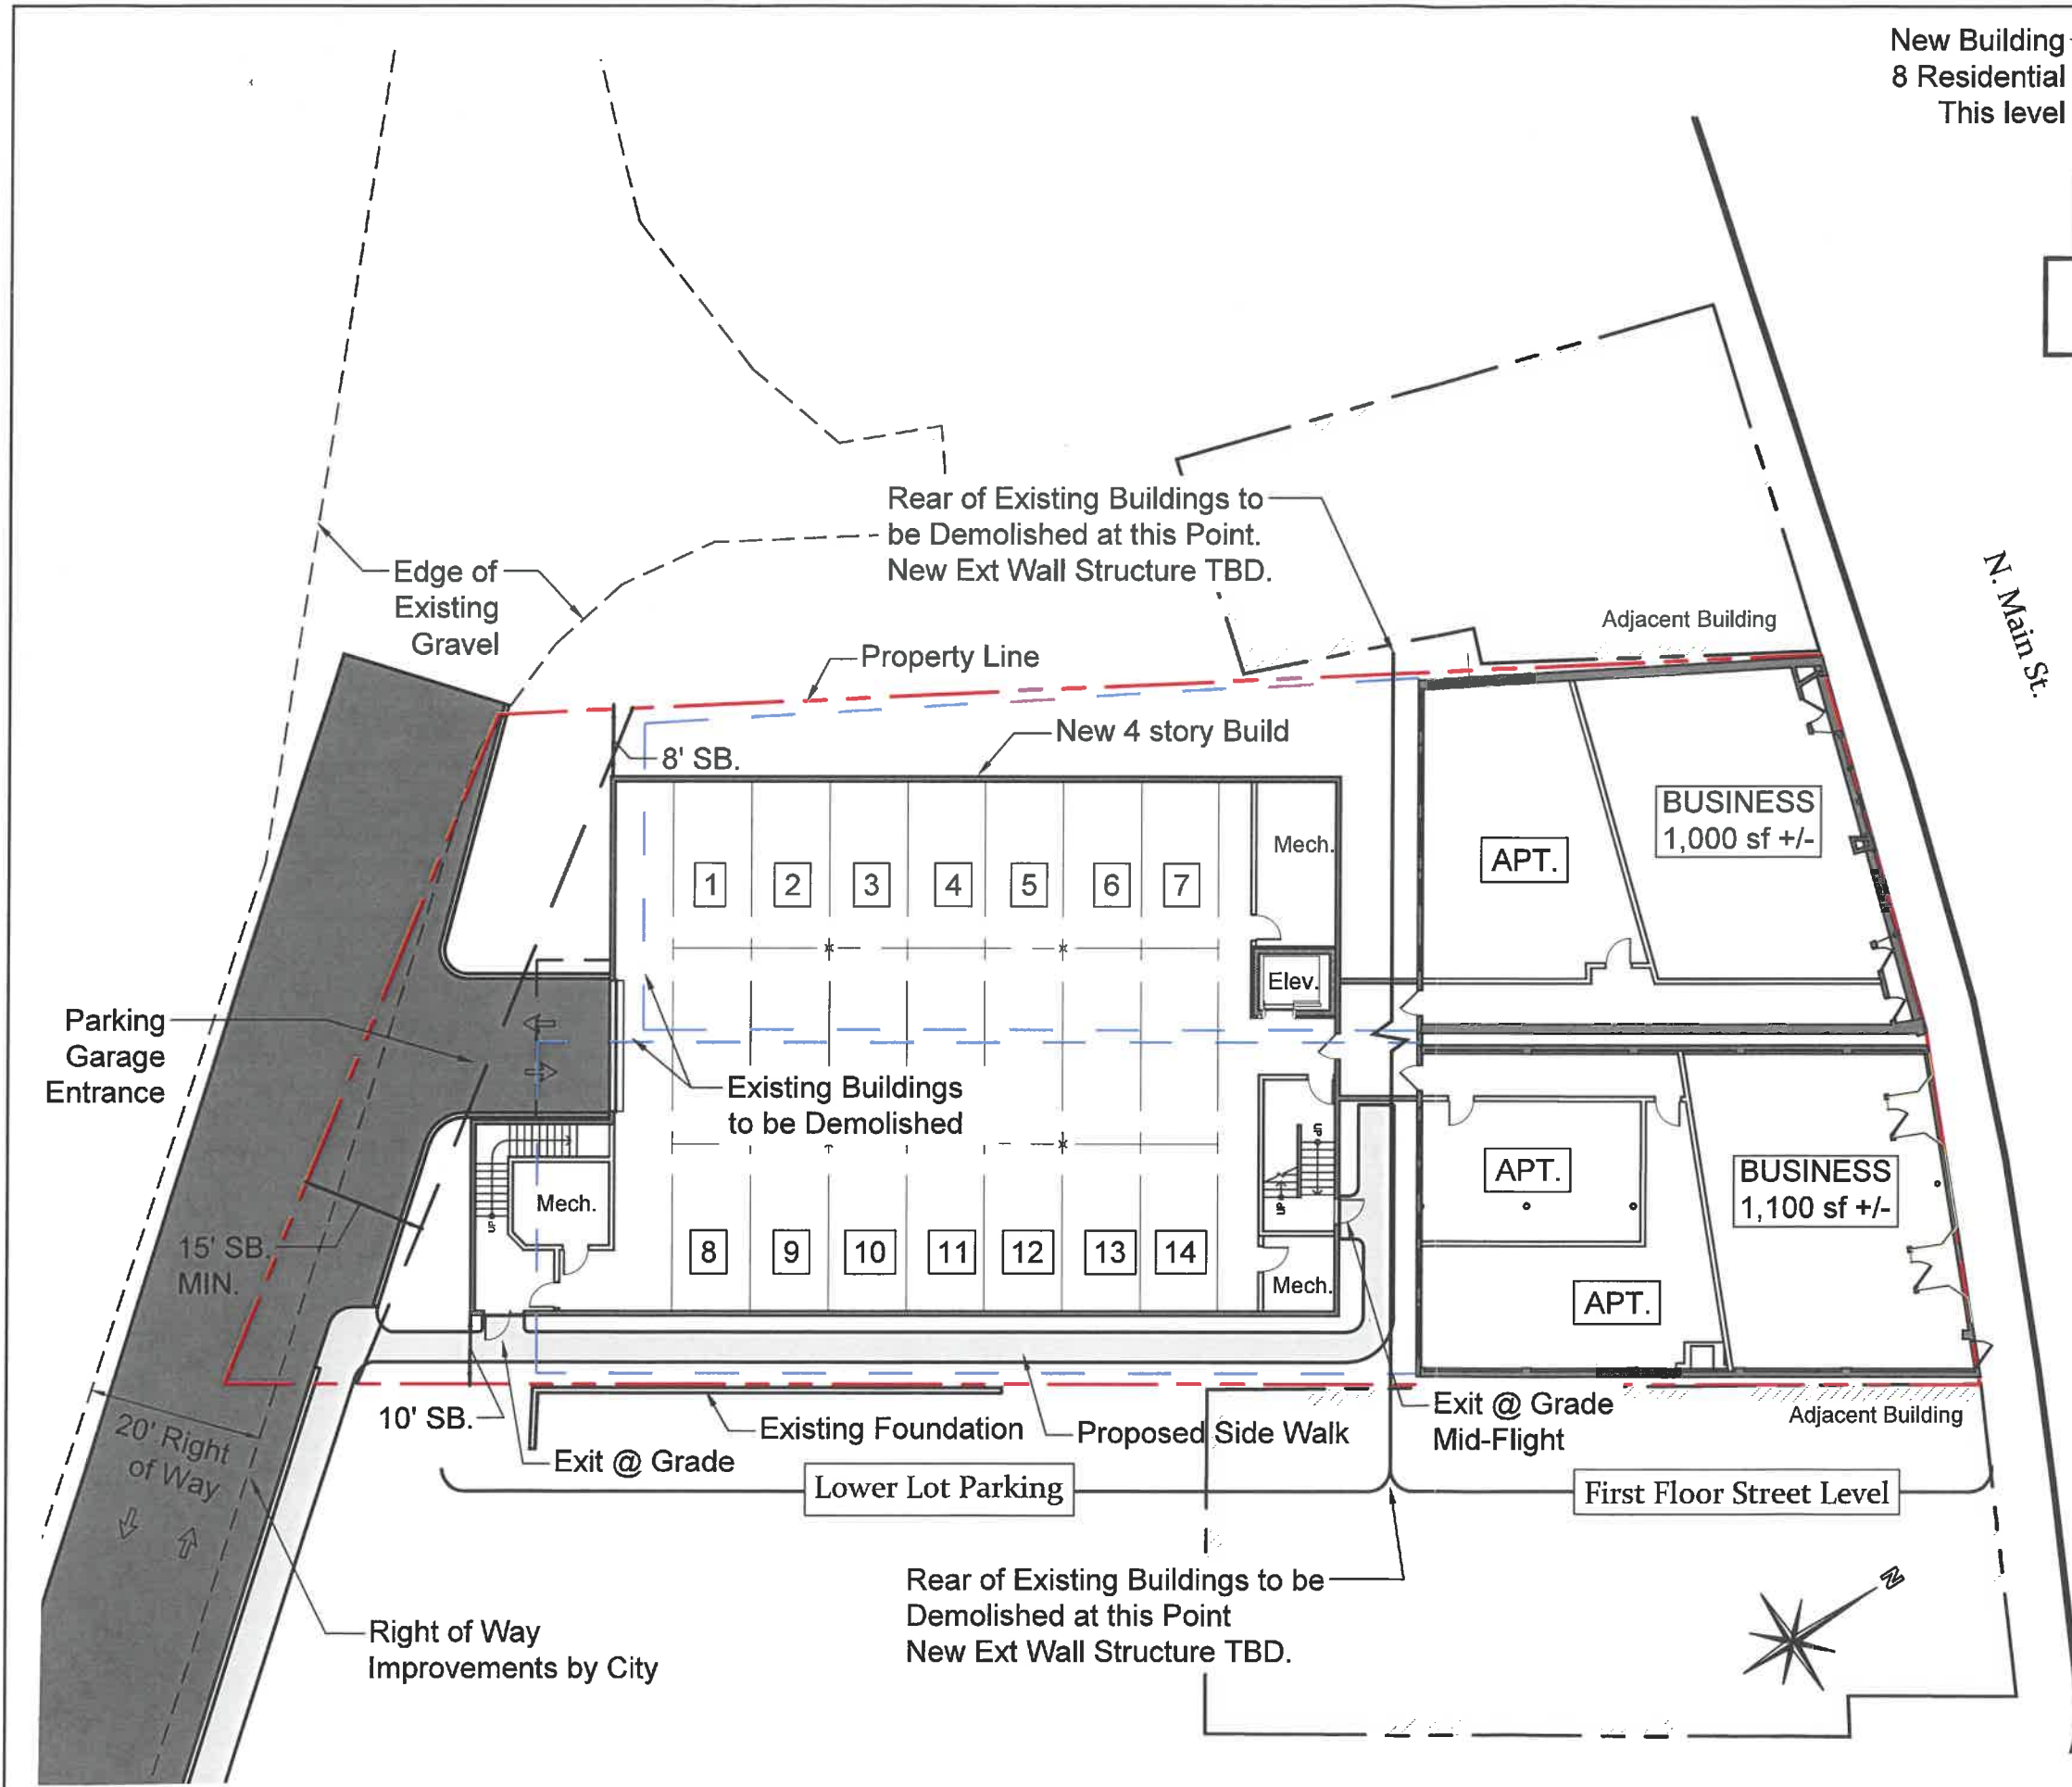 New Building
8 Residential
This level
Rear of Existing Buildings to
be Demolished at this Point.
New Ext Wall Structure TBD.
Edge of
Existing
Gravel
Adjacent Building
N. Main St.
Property Line
New 4 story Build
8' SB.
BUSINESS
1,000 sf +/-
Mech.
APT.
1
2
3
4
5
6
7
Elev.
Parking
Garage
Entrance
Existing Buildings
to be Demolished
UP
APT.
BUSINESS
1,100 sf +/-
Mech.
UP
UP
15' SB.
MIN.
8
9
10
11
12
13
14
Mech.
APT.
10' SB.
Existing Foundation
Proposed Side Walk
Exit @ Grade
Mid-Flight
Adjacent Building
20' Right
of Way
Exit @ Grade
Lower Lot Parking
First Floor Street Level
Rear of Existing Buildings to be
Demolished at this Point
New Ext Wall Structure TBD.
N
Right of Way
Improvements by City